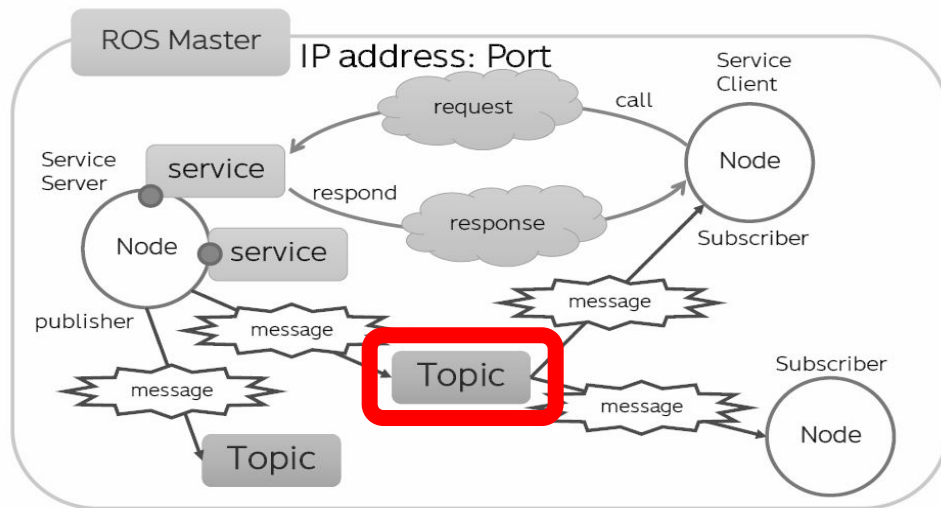 ROS Master
IP address: Port
Service
Client
request
call
Node
Service
Server
service
respond
response
Subscriber
Node
service
message
publisher
message
Topic
Subscriber
message
message
Node
Topic